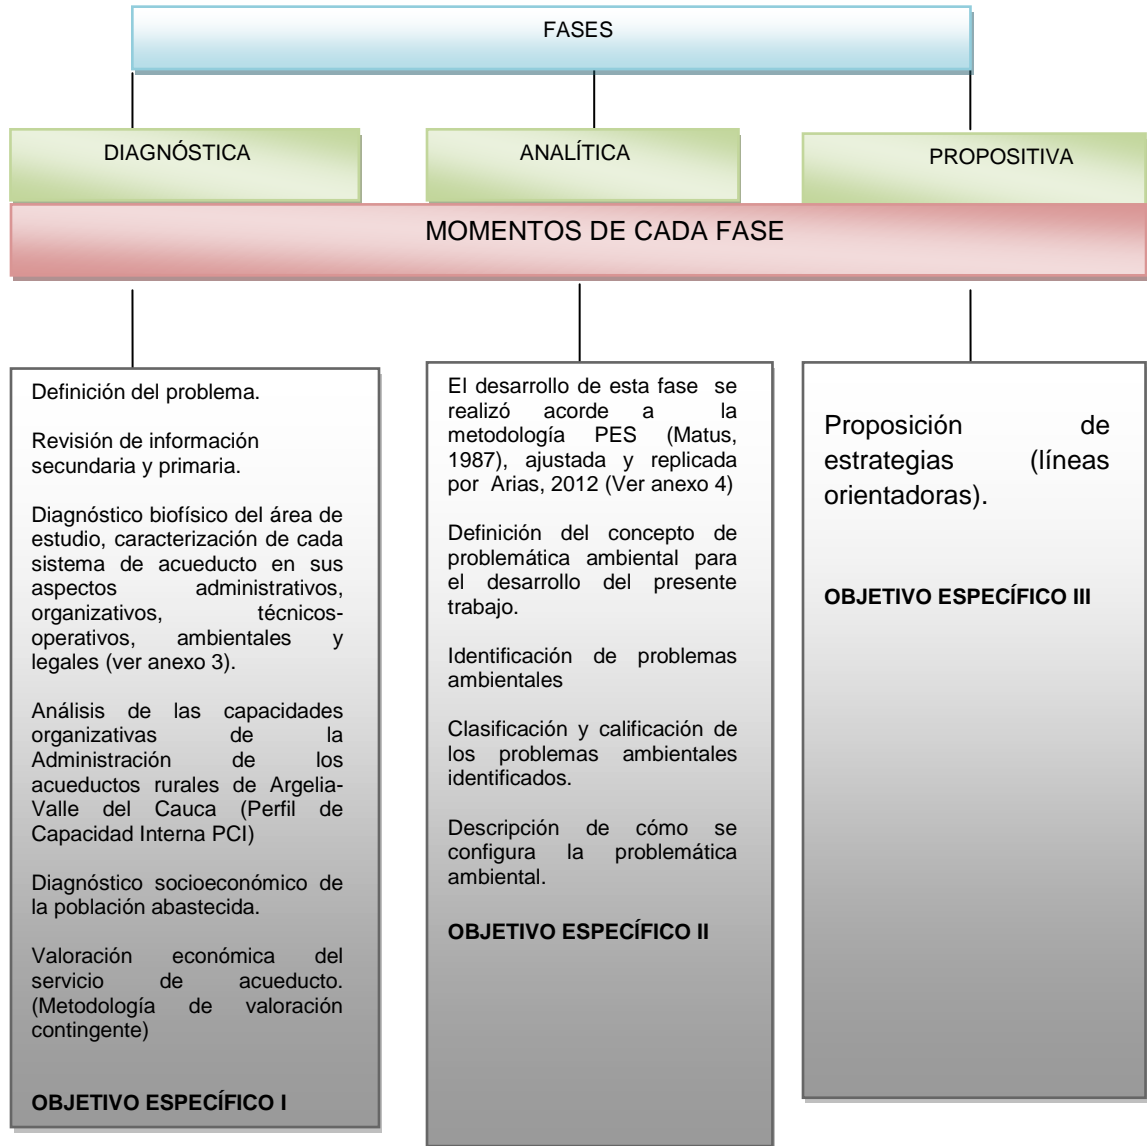 FASES
DIAGNÓSTICA
ANALÍTICA
PROPOSITIVA
MOMENTOS DE CADA FASE
Definición del problema.
Revisión de información
secundaria y primaria.
Diagnóstico biofísico del área de
estudio, caracterización de cada
sistema de acueducto en sus
aspectos administrativos,
organizativos, técnicos-
operativos, ambientales y
legales (ver anexo 3).
Análisis de las capacidades
organizativas de la
Administración de los
acueductos rurales de Argelia-
Valle del Cauca (Perfil de
Capacidad Interna PCI)
Diagnóstico socioeconómico de
la población abastecida.
Valoración económica del
servicio de acueducto.
(Metodología de valoración
contingente)
OBJETIVO ESPECÍFICO I
El desarrollo de esta fase se
realizó acorde a la
metodología PES (Matus,
1987), ajustada y replicada
por Arias, 2012 (Ver anexo 4)
Definición del concepto de
problemática ambiental para
el desarrollo del presente
trabajo.
Identificación de problemas
ambientales
Clasificación y calificación de
los problemas ambientales
identificados.
Descripción de cómo se
configura la problemática
ambiental.
OBJETIVO ESPECÍFICO II
Proposición de
estrategias (líneas
orientadoras).
OBJETIVO ESPECÍFICO III